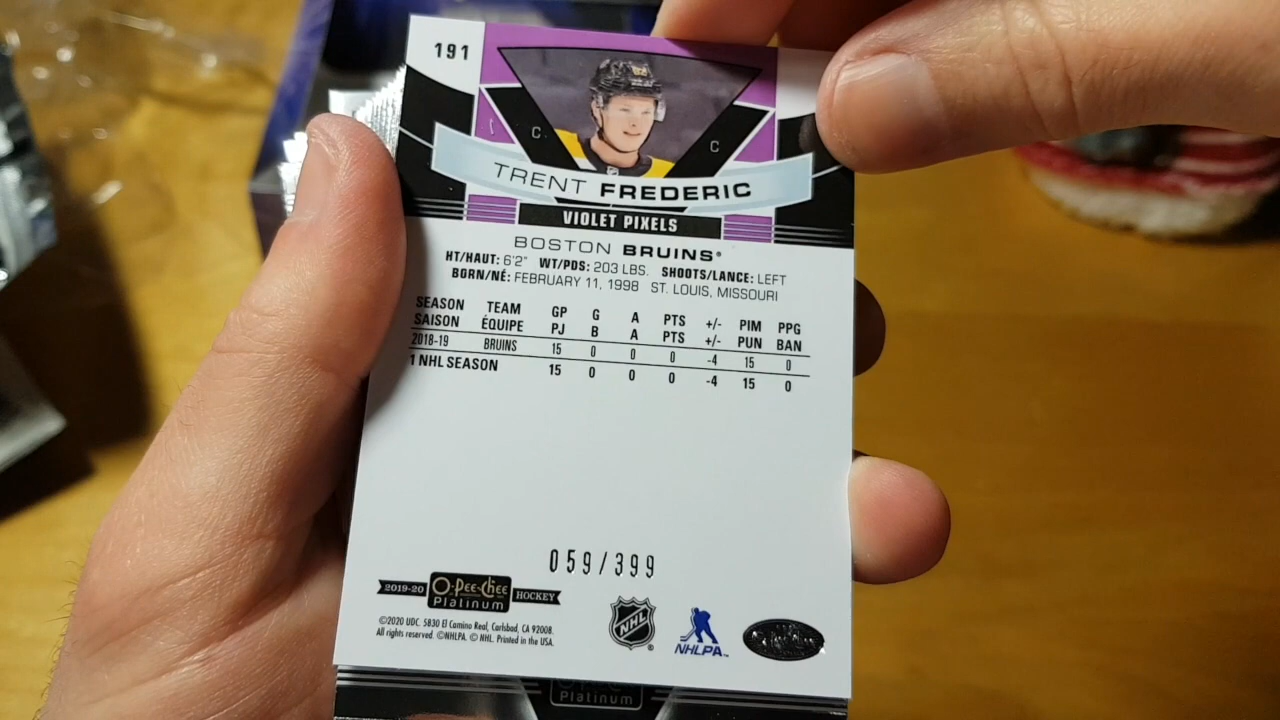 191
C
C
TRENT FREDERIC
VIOLET PIXELS
BOSTON BRUINS
HT/HAUT: 6'2" WT/PDS: 203 LBS. SHOOTS/LANCE: LEFT
BORN/NÉ: FEBRUARY 11, 1998 ST. LOUIS, MISSOURI
SEASON TEAM GP G A PTS +/- PIM PPG
SAISON ÉQUIPE PJ B A PTS +/- PUN BAN
2018-19 BRUINS 15 0 0 0 -4 15 0
1 NHL SEASON 15 0 0 0 -4 15 0
059/399
2019-20 O-PEE-CHEE Platinum HOCKEY
©2020 UDC. 5830 El Camino Real, Carlsbad, CA 92008.
All rights reserved. ©NHLPA. © NHL. Printed in the USA.
NHL
NHLPA
Platinum